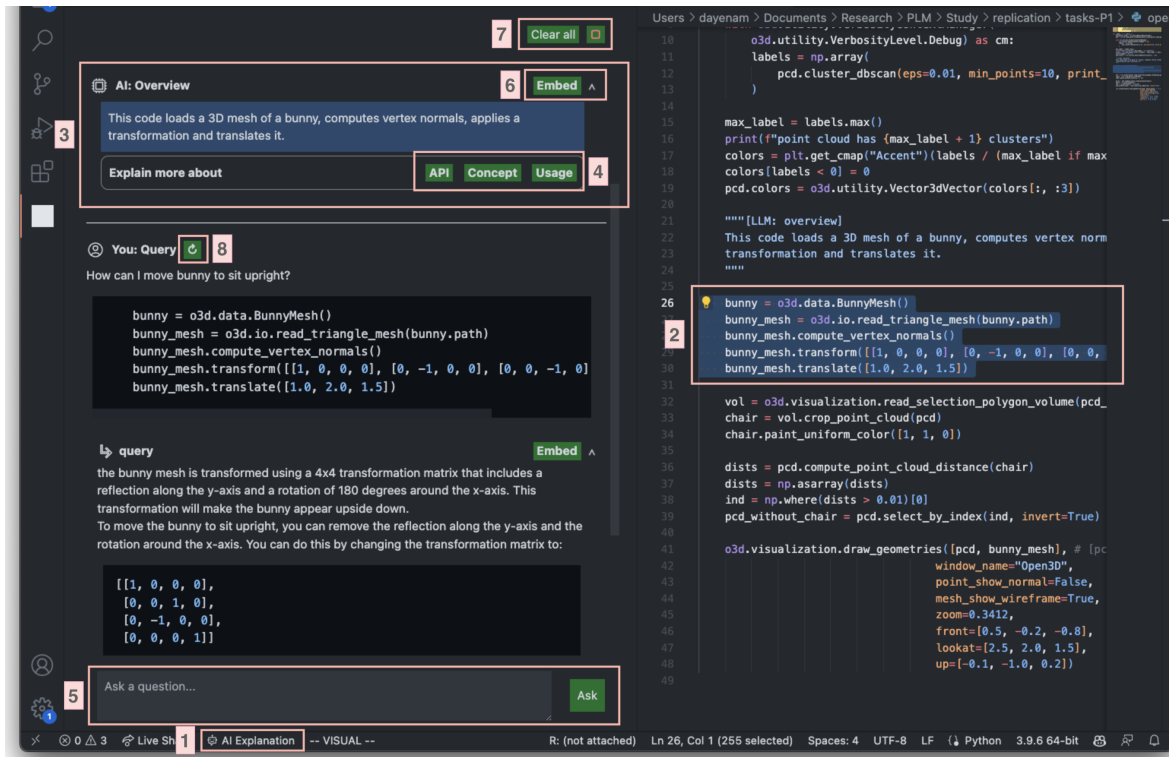 Users > dayenam > Documents > Research > PLM > Study > replication > tasks-P1 > ope
7
Clear all
AI: Overview
6
Embed
This code loads a 3D mesh of a bunny, computes vertex normals, applies a
transformation and translates it.
3
Explain more about
API
Concept
Usage
4
You: Query
8
How can I move bunny to sit upright?
bunny = o3d.data.BunnyMesh()
bunny_mesh = o3d.io.read_triangle_mesh(bunny.path)
bunny_mesh.compute_vertex_normals()
bunny_mesh.transform([[1, 0, 0, 0], [0, -1, 0, 0], [0, 0, -1, 0]
bunny_mesh.translate([1.0, 2.0, 1.5])
query
Embed
the bunny mesh is transformed using a 4x4 transformation matrix that includes a
reflection along the y-axis and a rotation of 180 degrees around the x-axis. This
transformation will make the bunny appear upside down.
To move the bunny to sit upright, you can remove the reflection along the y-axis and the
rotation around the x-axis. You can do this by changing the transformation matrix to:
[[1, 0, 0, 0],
[0, 0, 1, 0],
[0, -1, 0, 0],
[0, 0, 0, 1]]
5
Ask a question...
Ask
10 o3d.utility.VerbosityLevel.Debug) as cm:
11 labels = np.array(
12 pcd.cluster_dbscan(eps=0.01, min_points=10, print_
13 )
14
15 max_label = labels.max()
16 print(f"point cloud has {max_label + 1} clusters")
17 colors = plt.get_cmap("Accent")(labels / (max_label if max
18 colors[labels < 0] = 0
19 pcd.colors = o3d.utility.Vector3dVector(colors[:, :3])
20
21 """[LLM: overview]
22 This code loads a 3D mesh of a bunny, computes vertex norm
23 transformation and translates it.
24 """
25
26 bunny = o3d.data.BunnyMesh()
bunny_mesh = o3d.io.read_triangle_mesh(bunny.path)
2
bunny_mesh.compute_vertex_normals()
29 bunny_mesh.transform([[1, 0, 0, 0], [0, -1, 0, 0], [0, 0,
30 bunny_mesh.translate([1.0, 2.0, 1.5])
31
32 vol = o3d.visualization.read_selection_polygon_volume(pcd_
33 chair = vol.crop_point_cloud(pcd)
34 chair.paint_uniform_color([1, 1, 0])
35
36 dists = pcd.compute_point_cloud_distance(chair)
37 dists = np.asarray(dists)
38 ind = np.where(dists > 0.01)[0]
39 pcd_without_chair = pcd.select_by_index(ind, invert=True)
40
41 o3d.visualization.draw_geometries([pcd, bunny_mesh], # [pc
42 window_name="Open3D",
43 point_show_normal=False,
44 mesh_show_wireframe=True,
45 zoom=0.3412,
46 front=[0.5, -0.2, -0.8],
47 lookat=[2.5, 2.0, 1.5],
48 up=[-0.1, -1.0, 0.2])
49
1
0 3 Live Sh 1 AI Explanation -- VISUAL -- R: (not attached) Ln 26, Col 1 (255 selected) Spaces: 4 UTF-8 LF Python 3.9.6 64-bit